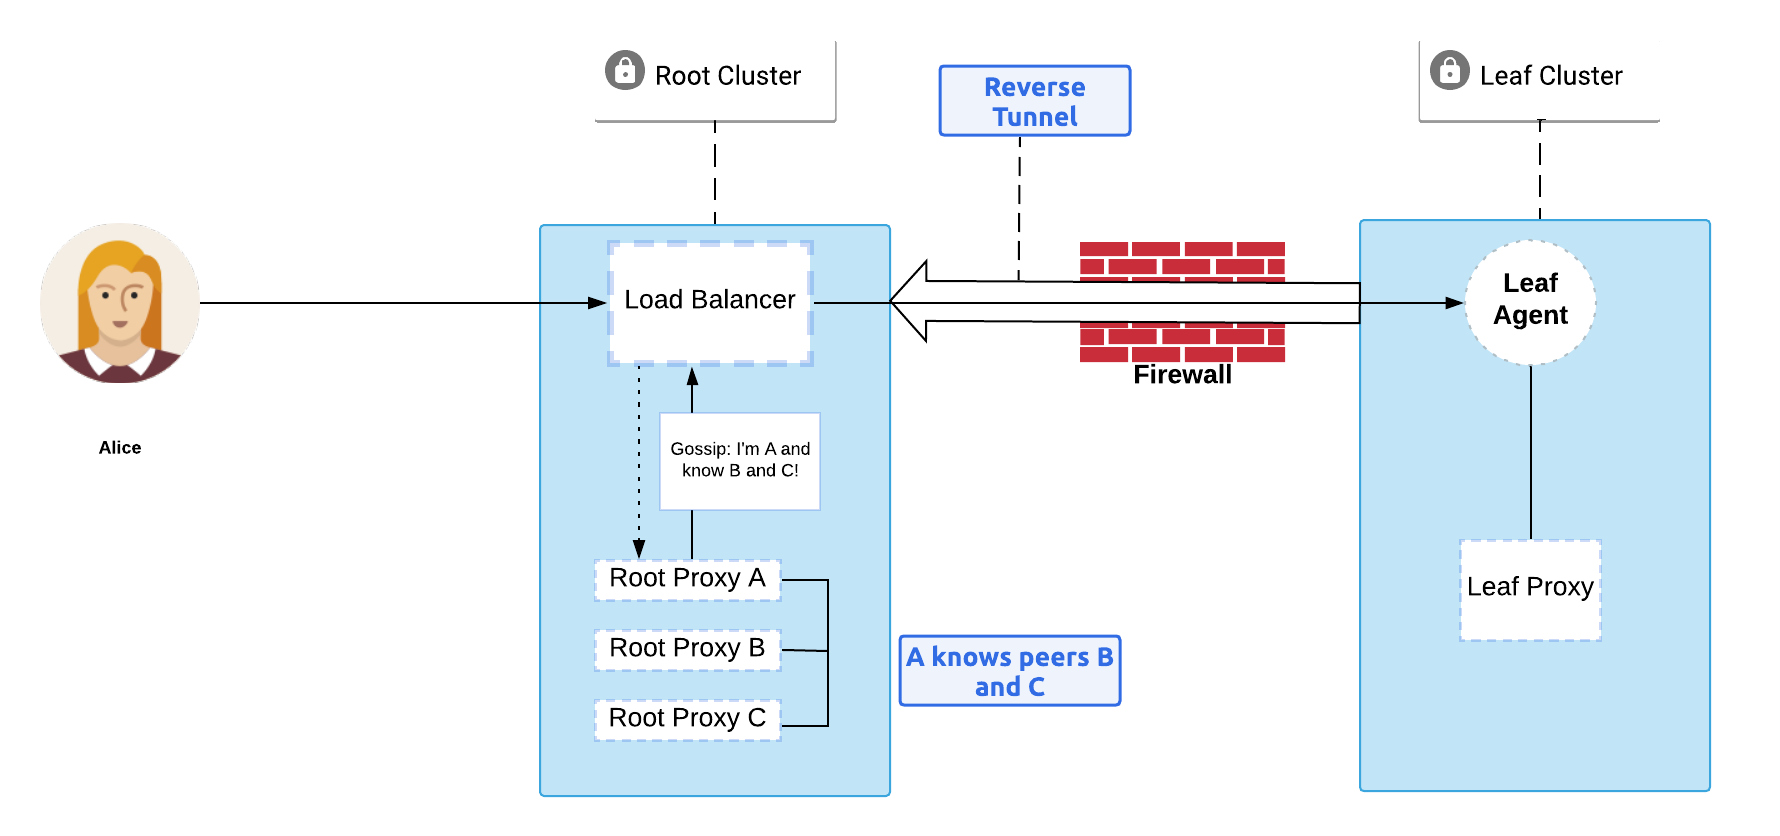 Root Cluster
Leaf Cluster
Reverse
Tunnel
Load Balancer
Leaf
Agent
Firewall
Alice
Gossip: I'm A and
know B and C!
Root Proxy A
Root Proxy B
Root Proxy C
A knows peers B
and C
Leaf Proxy